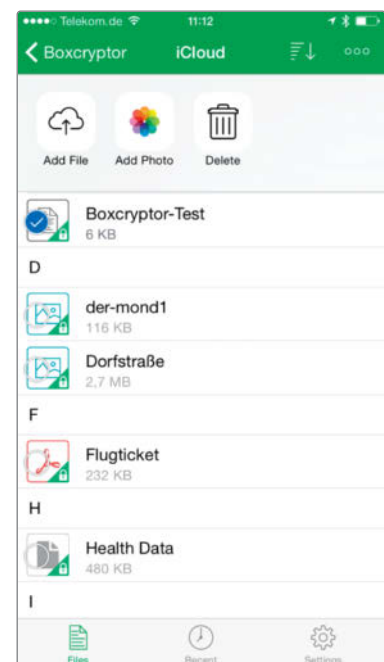 Telekom.de 11:12
Boxcryptor iCloud
Add File Add Photo Delete
Boxcryptor-Test
6 KB
D
der-mond1
116 KB
Dorfstraße
2,7 MB
F
Flugticket
232 KB
H
Health Data
480 KB
I
Files Recent Settings